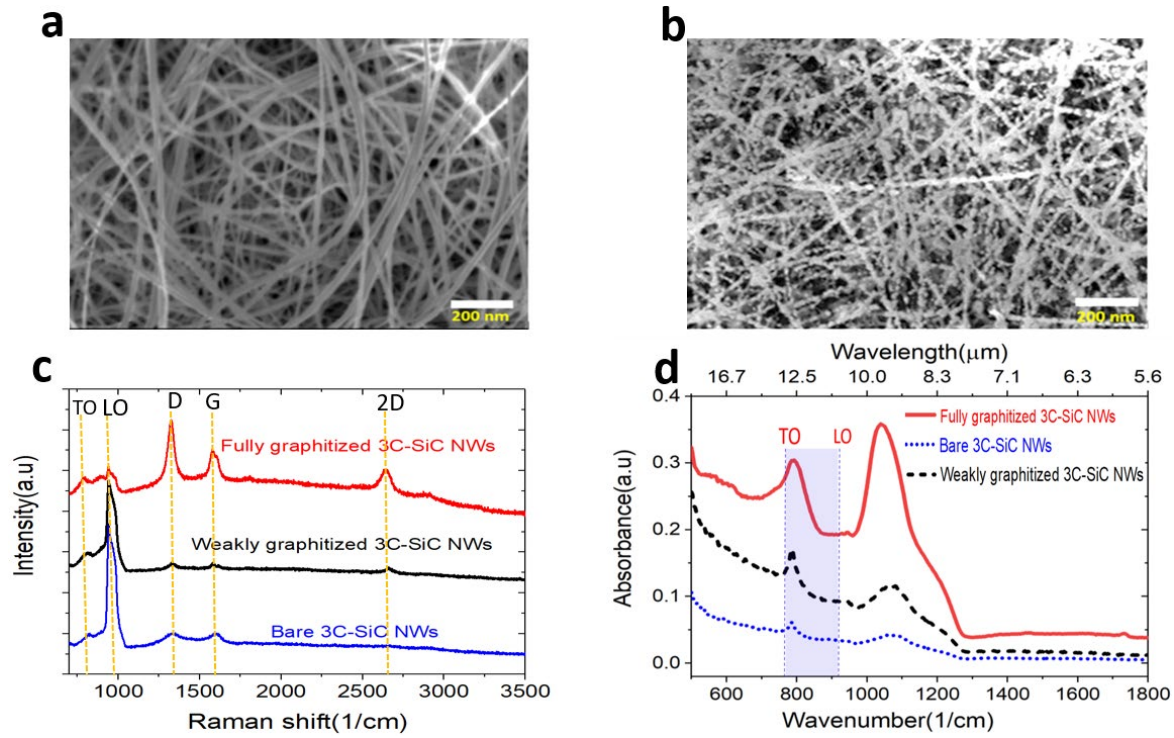 a
b
200 nm
200 nm
c
TO
LO
D
G
2D
Fully graphitized 3C-SiC NWs
Weakly graphitized 3C-SiC NWs
Bare 3C-SiC NWs
Intensity(a.u)
1000
1500
2000
2500
3000
3500
Raman shift(1/cm)
Wavelength(μm)
d
16.7
12.5
10.0
8.3
7.1
6.3
5.6
0.4
0.3
0.2
0.1
0.0
Absorbance(a.u)
TO
LO
Fully graphitized 3C-SiC NWs
Bare 3C-SiC NWs
Weakly graphitized 3C-SiC NWs
600
800
1000
1200
1400
1600
1800
Wavenumber(1/cm)